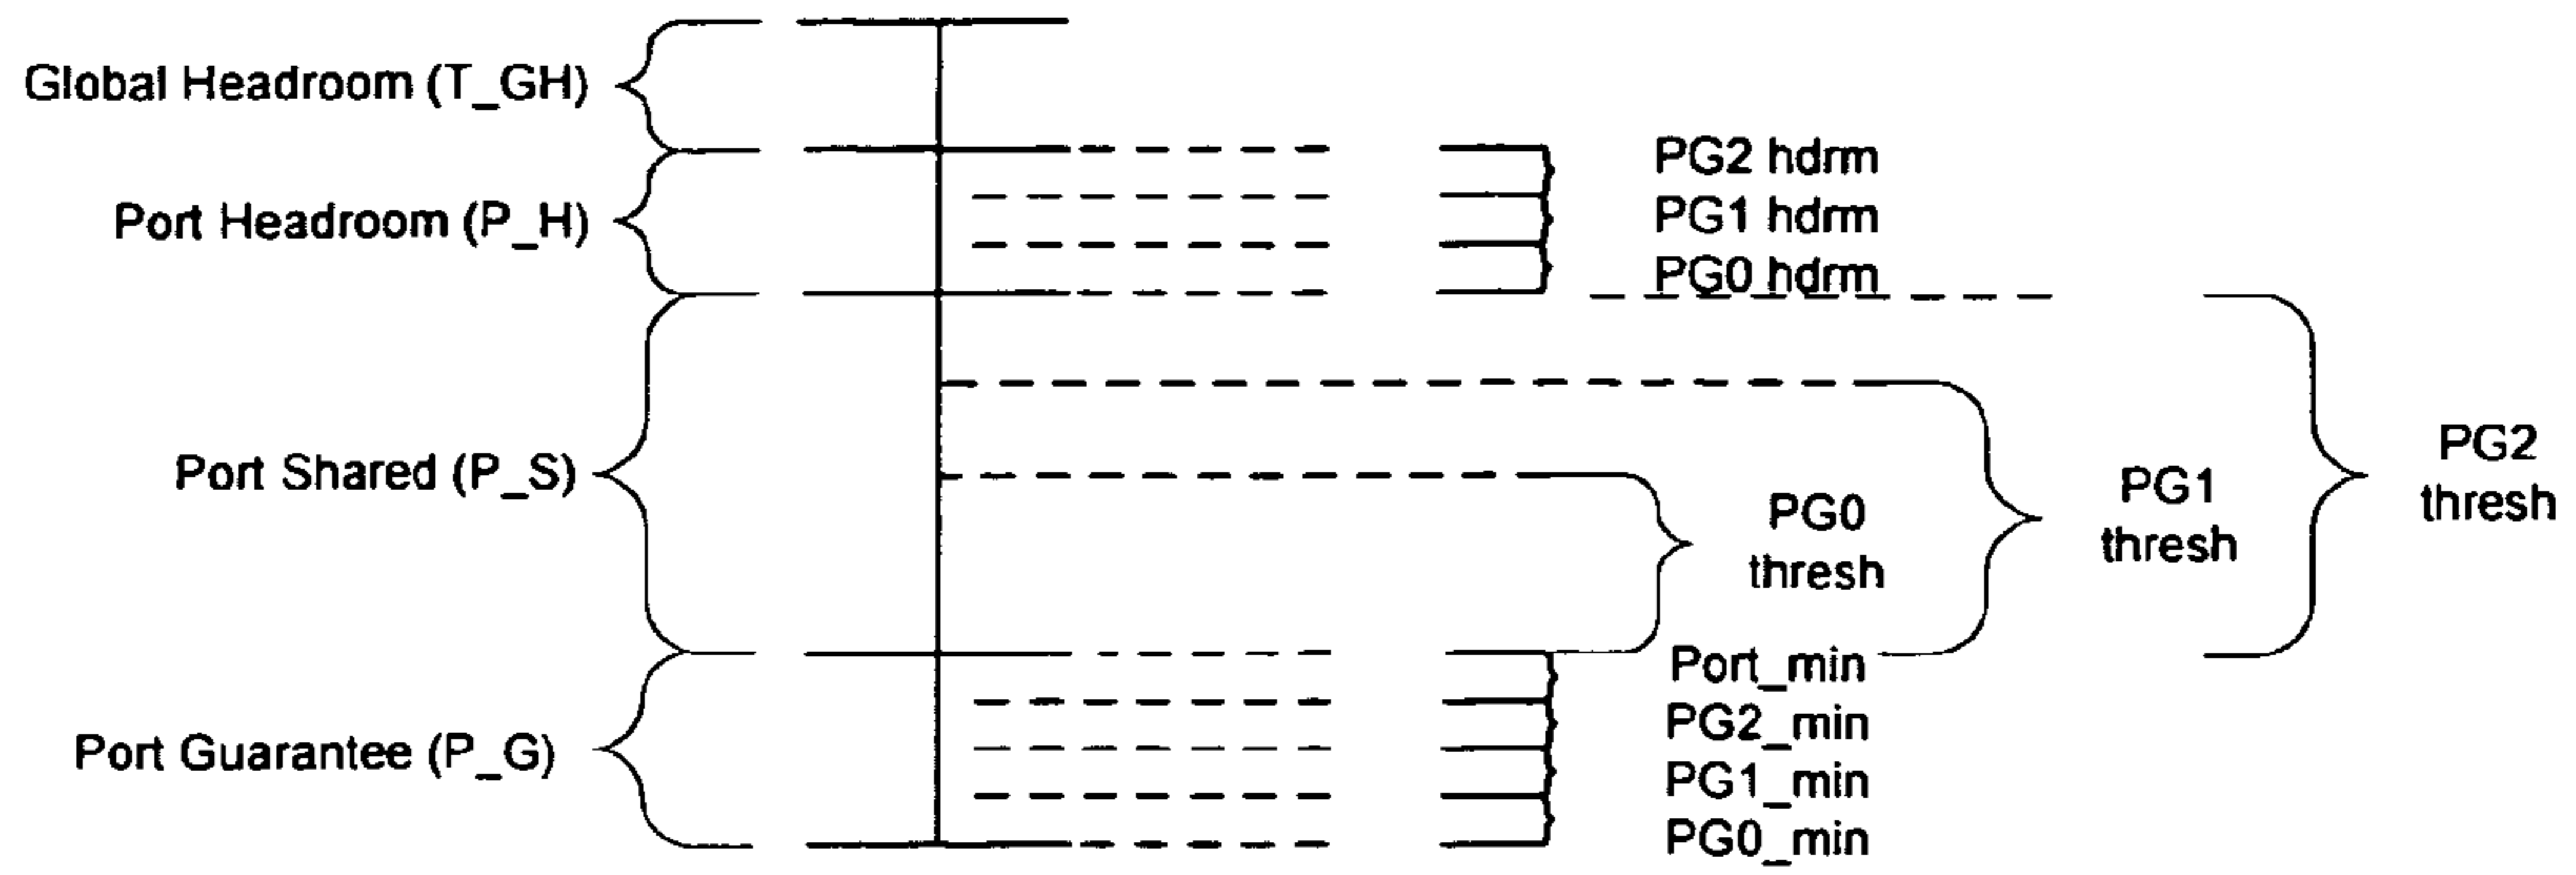 Global Headroom (T_GH)
PG2 hdrm
Port Headroom (P_H)
PG1 hdrm
PG0 hdrm
Port Shared (P_S)
PG0
thresh
PG1
thresh
PG2
thresh
Port_min
PG2_min
Port Guarantee (P_G)
PG1_min
PG0_min